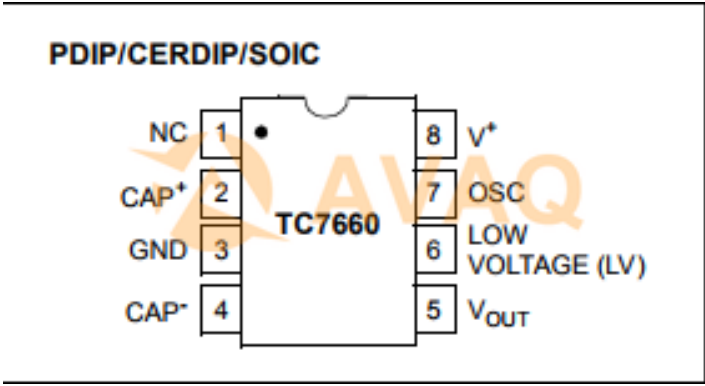 PDIP/CERDIP/SOIC
NC 1 8 V+
CAP+ 2 7 OSC
AVAQ
TC7660
GND 3 6 LOW
VOLTAGE (LV)
CAP- 4 5 VOUT